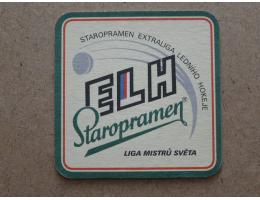 STAROPRAMEN EXTRALIGA LEDNÍHO HOKEJE
ELH
Staropramen
LIGA MISTRŮ SVĚTA